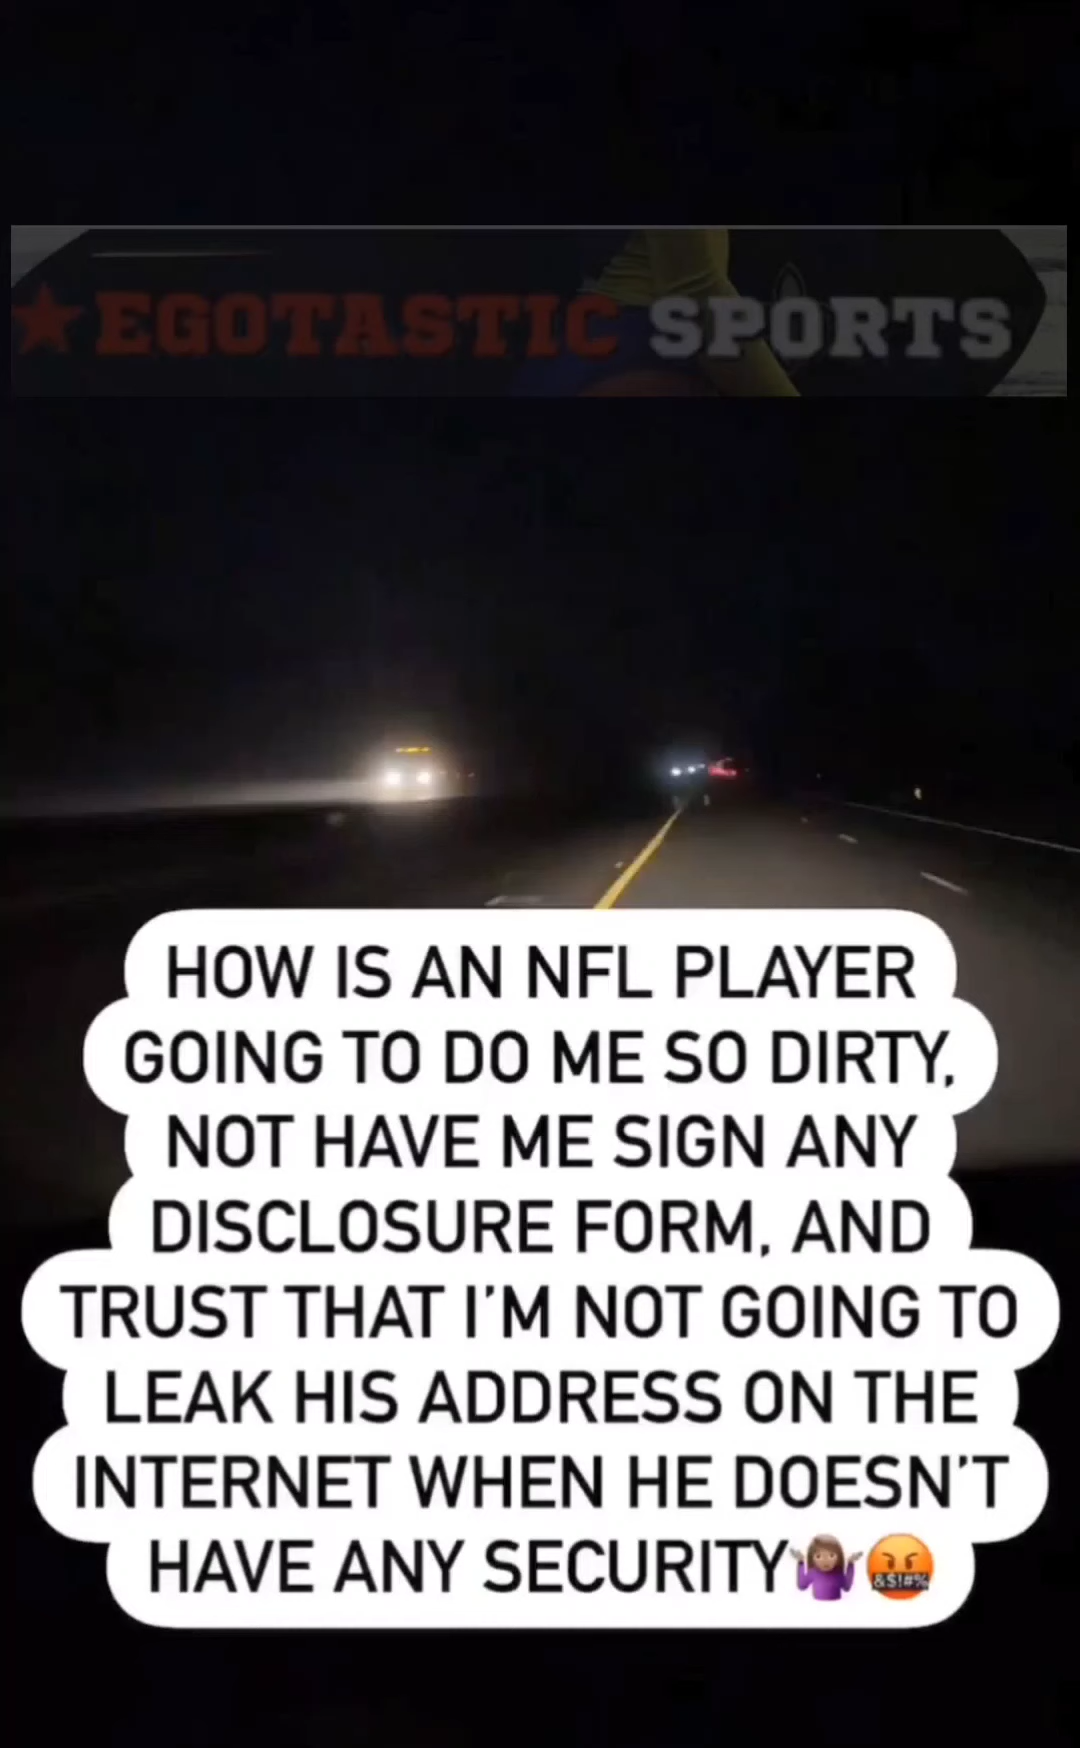 ★ EGOTASTIC SPORTS
HOW IS AN NFL PLAYER
GOING TO DO ME SO DIRTY,
NOT HAVE ME SIGN ANY
DISCLOSURE FORM, AND
TRUST THAT I'M NOT GOING TO
LEAK HIS ADDRESS ON THE
INTERNET WHEN HE DOESN'T
HAVE ANY SECURITY🤷🏽‍♀️🤬